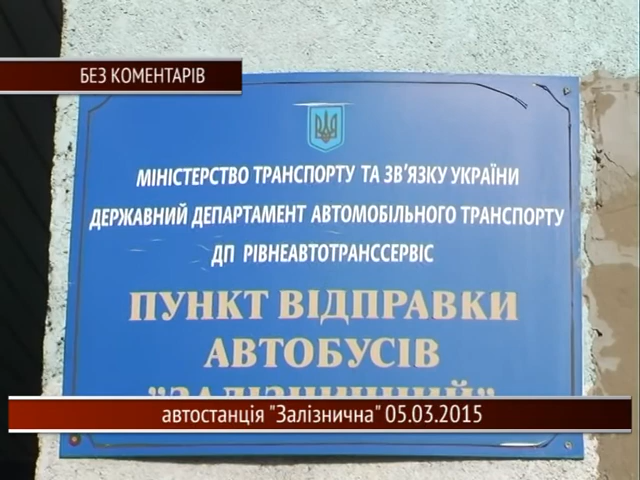 БЕЗ КОМЕНТАРІВ
МІНІСТЕРСТВО ТРАНСПОРТУ ТА ЗВ'ЯЗКУ УКРАЇНИ
ДЕРЖАВНИЙ ДЕПАРТАМЕНТ АВТОМОБІЛЬНОГО ТРАНСПОРТУ
ДП РІВНЕАВТОТРАНССЕРВІС
ПУНКТ ВІДПРАВКИ
АВТОБУСІВ
"ЗАЛІЗНИЧНИЙ"
автостанція "Залізнична" 05.03.2015